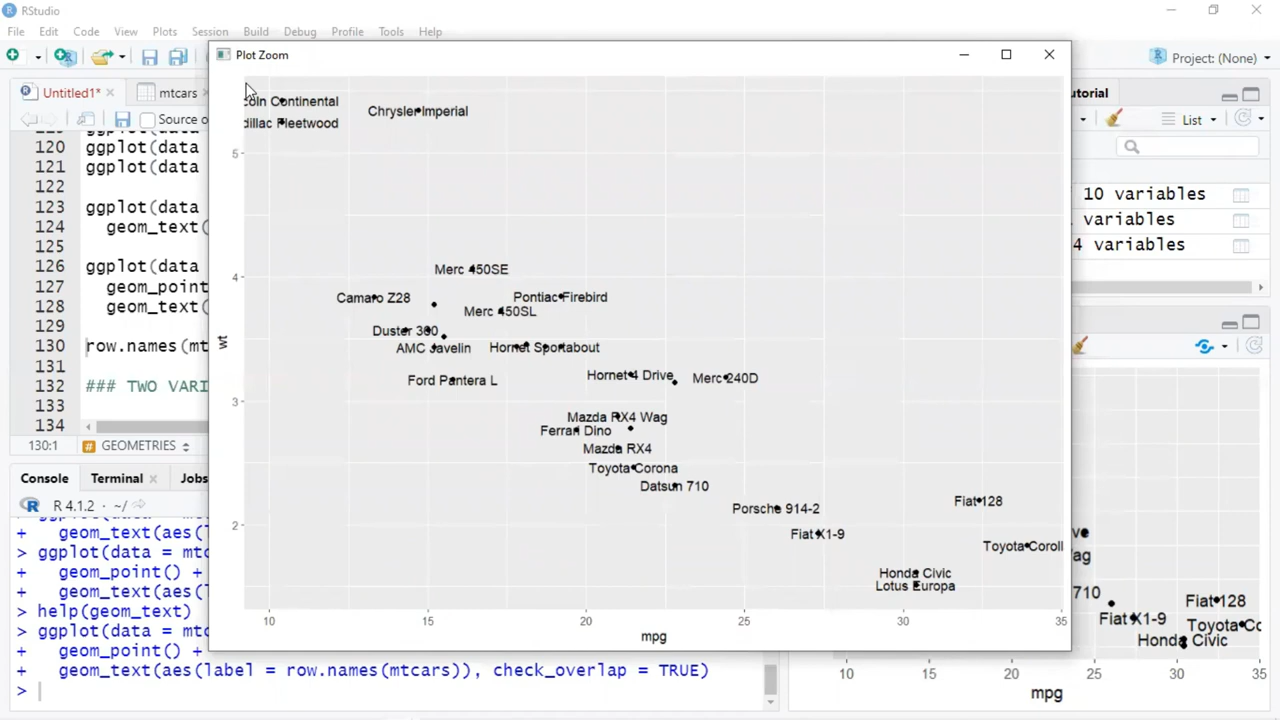 RStudio
File Edit Code View Plots Session Build Debug Profile Tools Help
Project: (None)
Plot Zoom
Untitled1*
mtcars
Source o
120 ggplot(data
121 ggplot(data
122
123 ggplot(data
124 geom_text(
125
126 ggplot(data
127 geom_point
128 geom_text(
129
130 row.names(mt
131
132 ### TWO VARI
133
134
130:1 # GEOMETRIES
Console Terminal Jobs
R 4.1.2 · ~/
+ geom_text(aes(l
> ggplot(data = mtc
+ geom_point() +
+ geom_text(aes(l
> help(geom_text)
> ggplot(data = mtc
+ geom_point() +
+ geom_text(aes(label = row.names(mtcars)), check_overlap = TRUE)
>
coln Continental
Chrysler Imperial
dillac Fleetwood
5
Merc 450SE
4
Camaro Z28
Pontiac Firebird
Merc 450SL
Duster 360
AMC Javelin
Hornet Sportabout
wt
Ford Pantera L
Hornet 4 Drive
Merc 240D
3
Mazda RX4 Wag
Ferrari Dino
Mazda RX4
Toyota Corona
Datsun 710
Porsche 914-2
Fiat 128
2
Fiat X1-9
Toyota Coroll
Honda Civic
Lotus Europa
10 15 20 25 30 35
mpg
utorial
List
10 variables
variables
4 variables
ve
ag
710
Fiat 128
Fiat X1-9
Toyota Co
Honda Civic
10 15 20 25 30 35
mpg